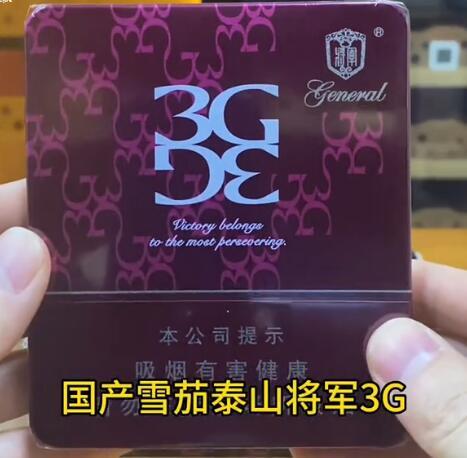 General
®
3G
3G
Victory belongs
to the most persevering.
本公司提示
吸烟有害健康
国产雪茄泰山将军3G